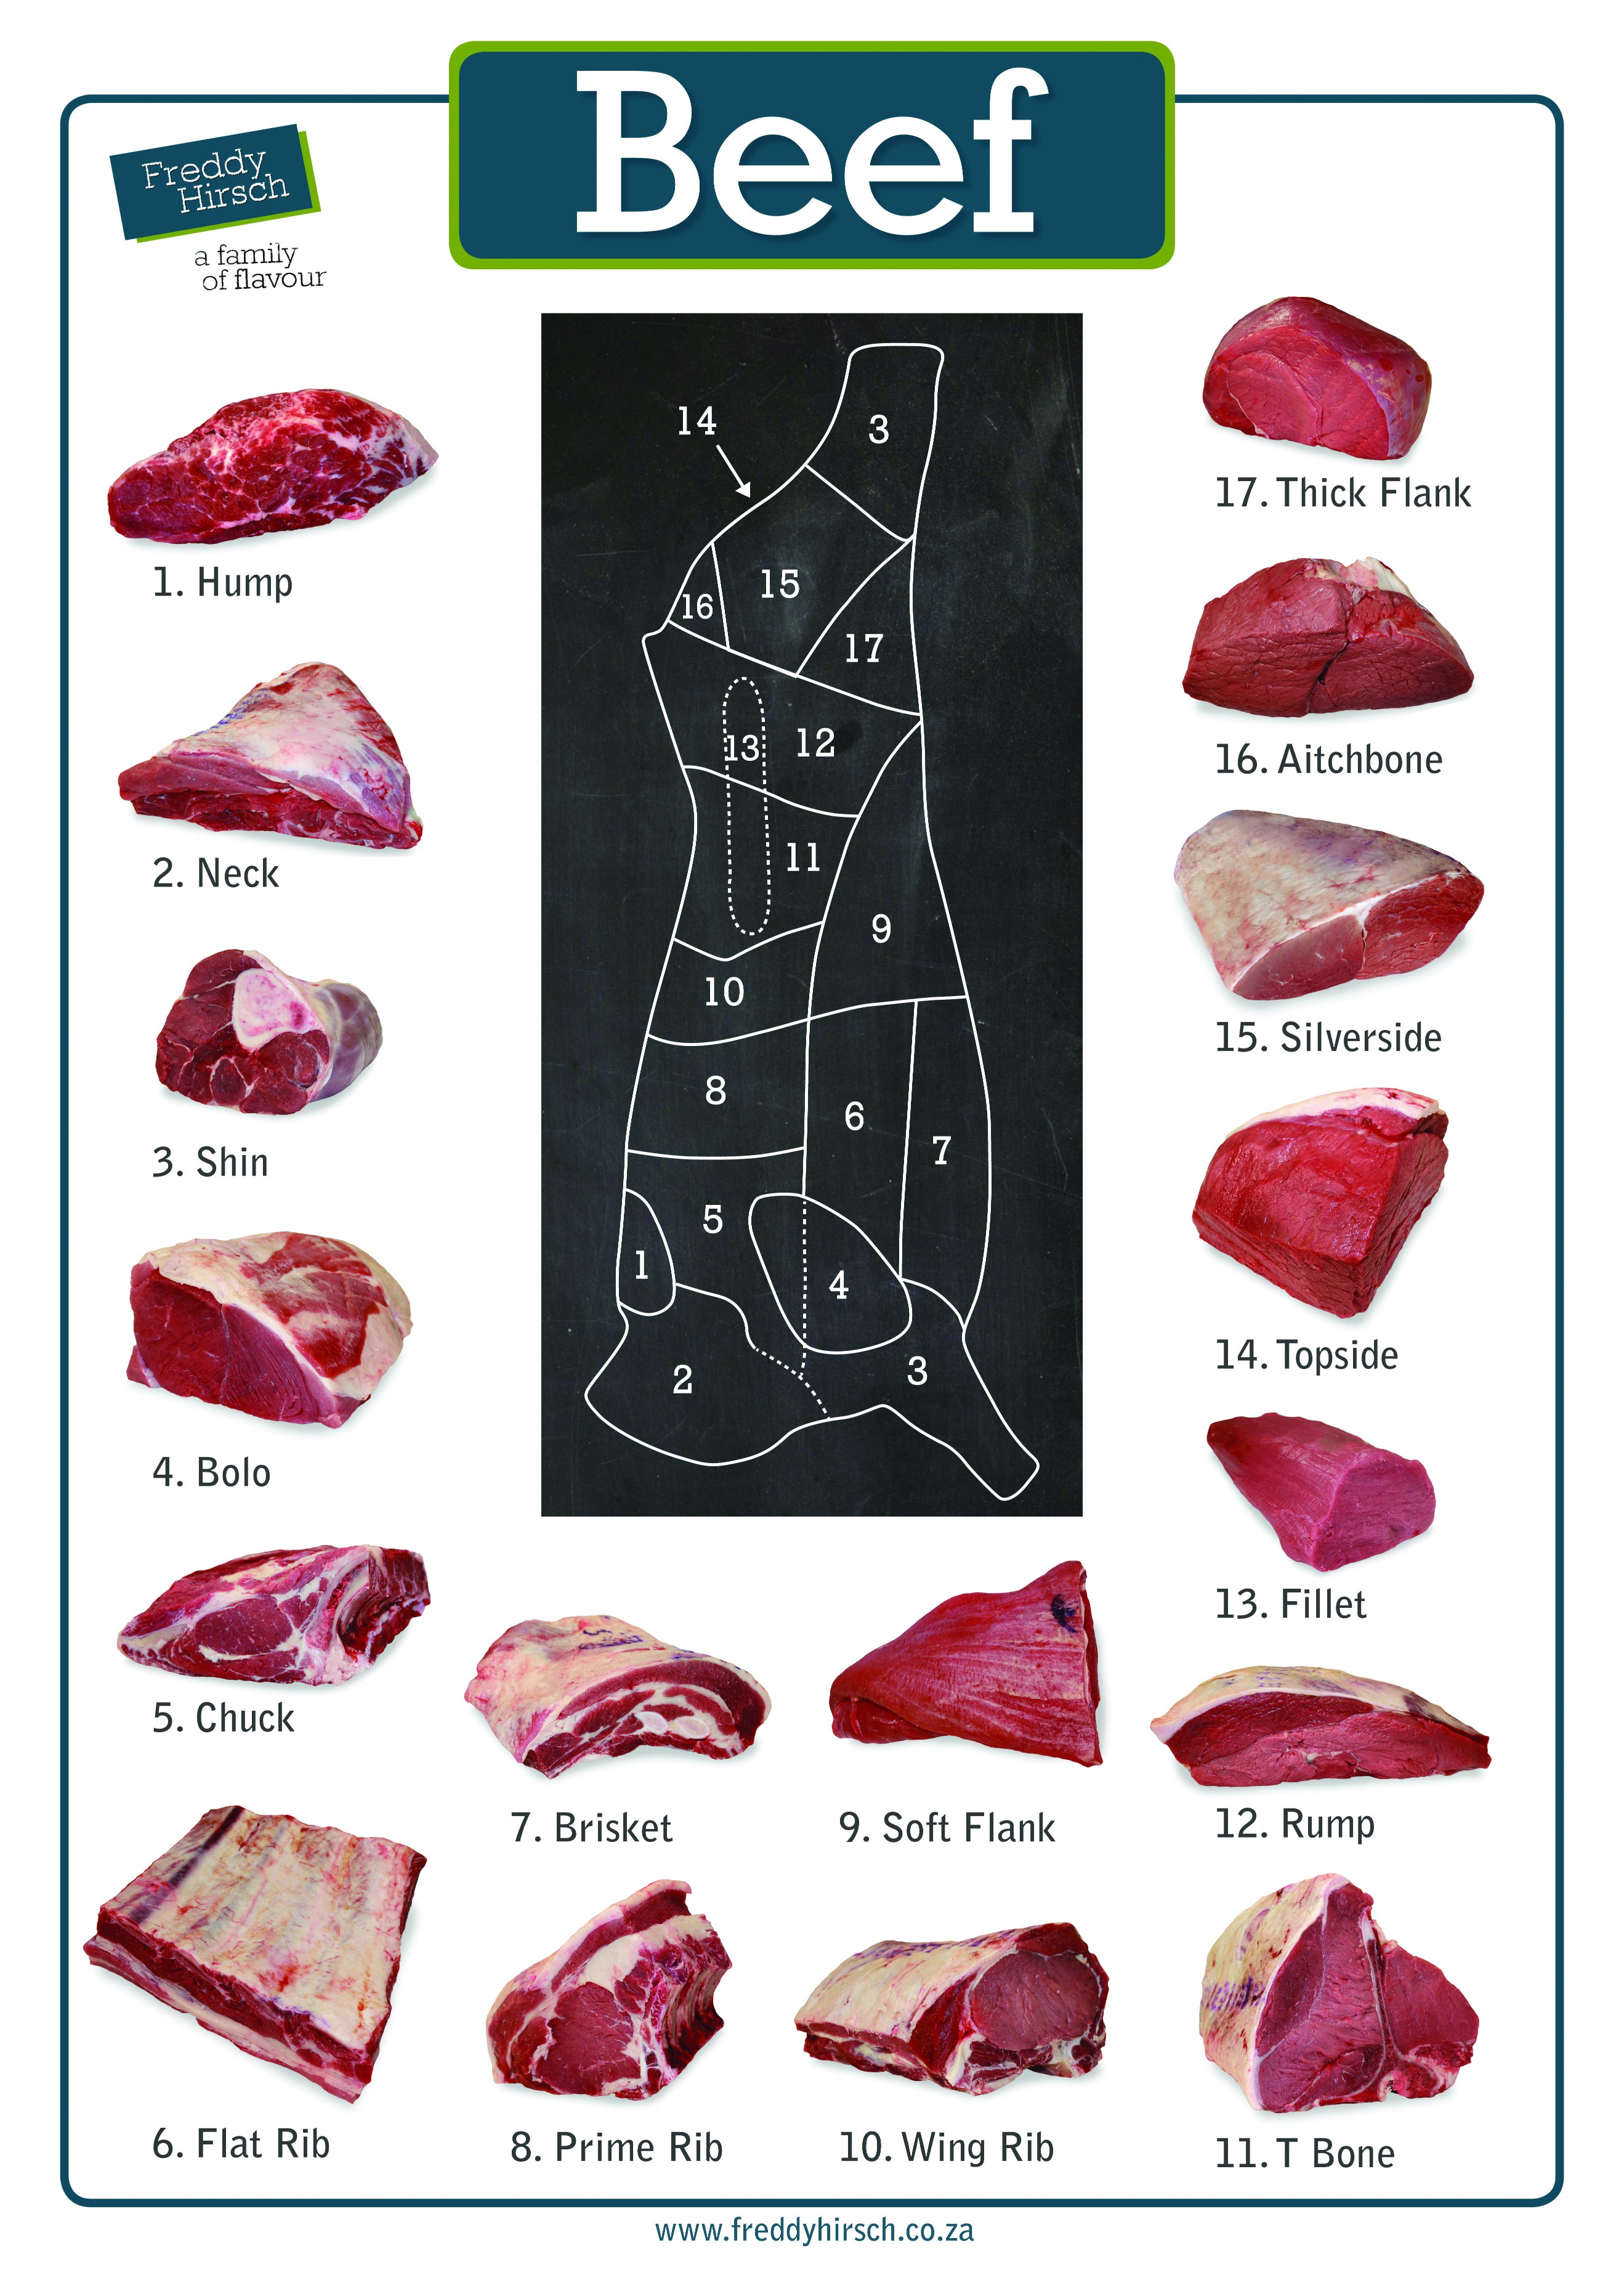 Beef
Freddy
Hirsch
a family
of flavour
1. Hump
2. Neck
3. Shin
4. Bolo
5. Chuck
6. Flat Rib
14
3
15
16
17
13
12
11
9
10
8
6
7
5
1
4
2
3
7. Brisket
8. Prime Rib
9. Soft Flank
10. Wing Rib
17. Thick Flank
16. Aitchbone
15. Silverside
14. Topside
13. Fillet
12. Rump
11. T Bone
www.freddyhirsch.co.za